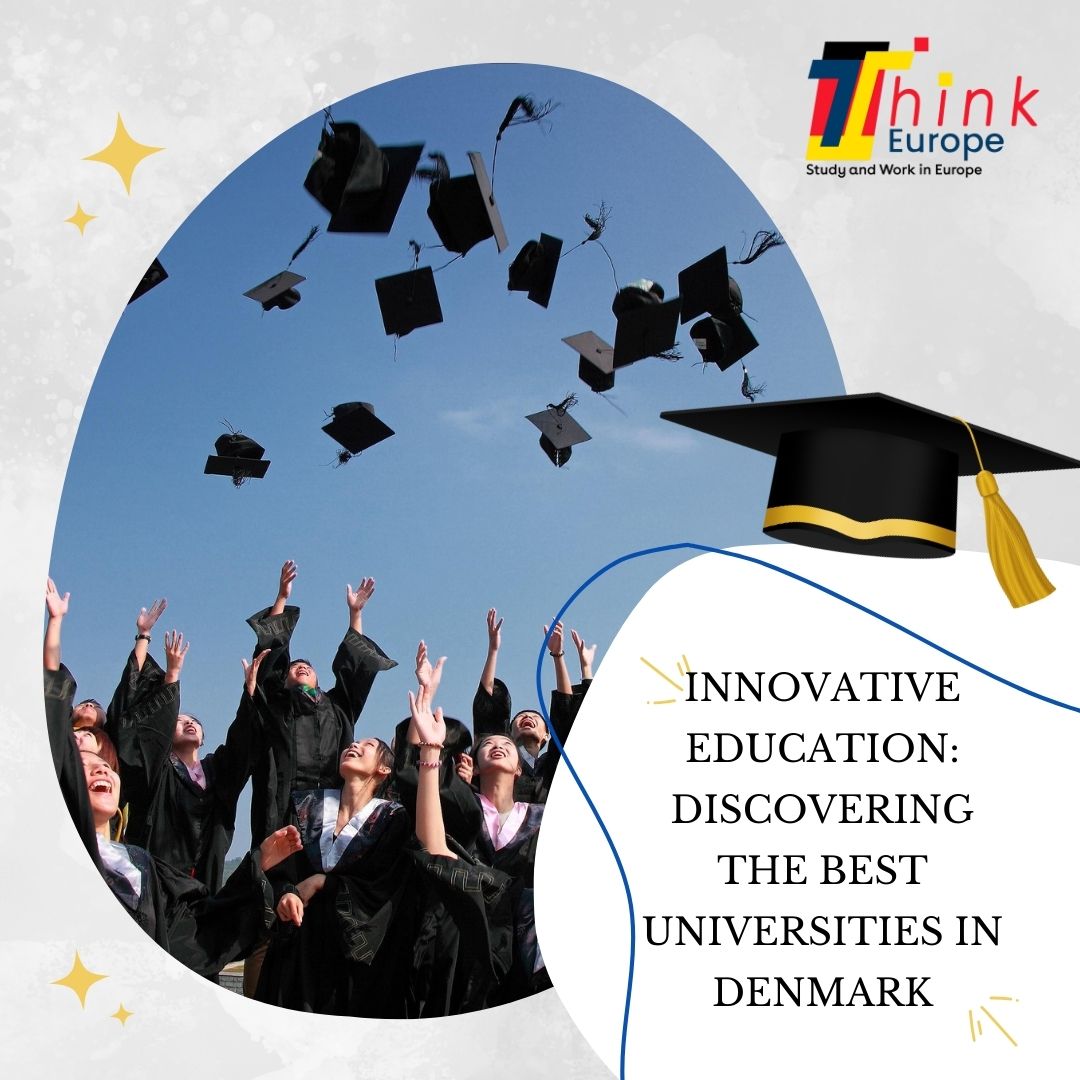 Think
Europe
Study and Work in Europe
INNOVATIVE
EDUCATION:
DISCOVERING
THE BEST
UNIVERSITIES IN
DENMARK